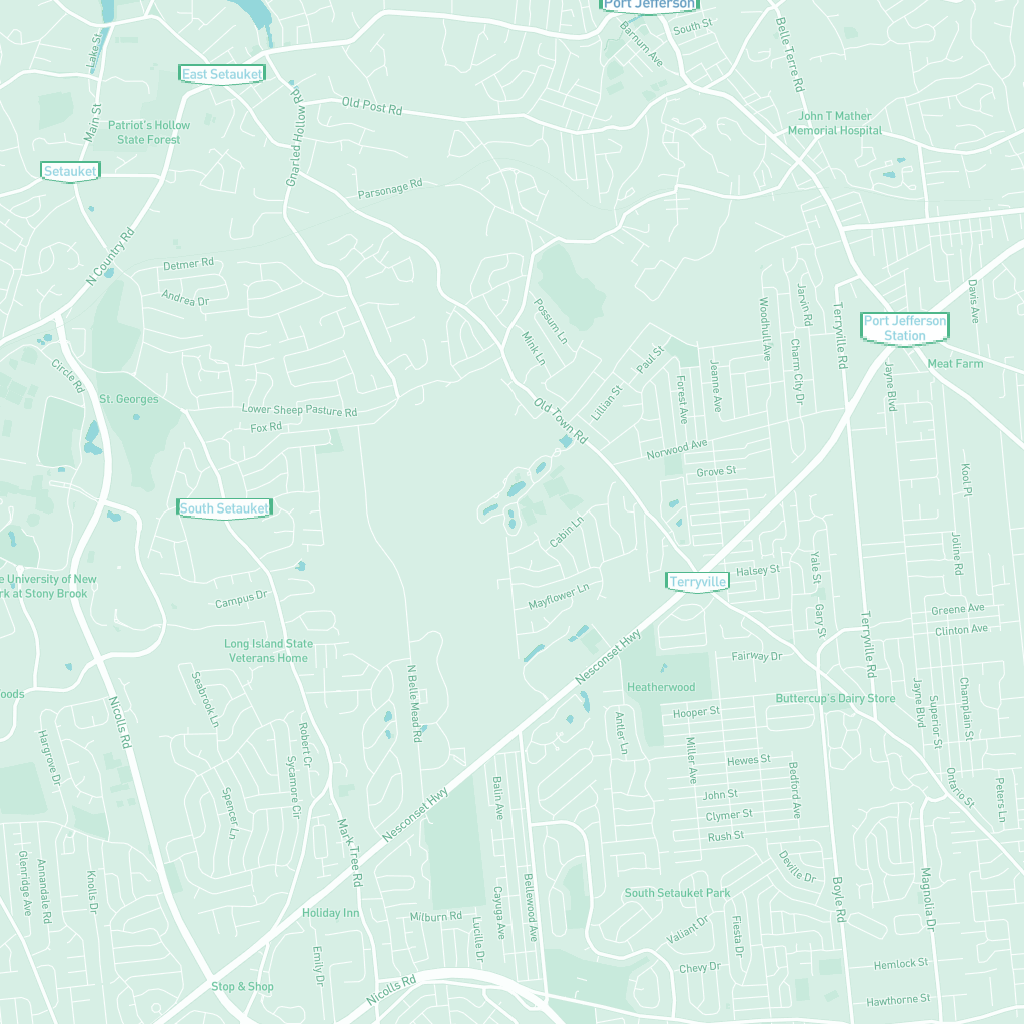 Port Jefferson
South St
Barnum Ave
Belle Terre Rd
Lake St
East Setauket
Old Post Rd
Main St
Gnarled Hollow Rd
Patriot's Hollow
State Forest
John T Mather
Memorial Hospital
Setauket
Parsonage Rd
N Country Rd
Detmer Rd
Andrea Dr
Possum Ln
Mink Ln
Woodhull Ave
Jarvin Rd
Terryville Rd
Davis Ave
Port Jefferson
Station
Meat Farm
Circle Rd
Paul St
Charm City Dr
Jayne Blvd
Jeanne Ave
Forest Ave
St. Georges
Lower Sheep Pasture Rd
Fox Rd
Old Town Rd
Lillian St
Norwood Ave
Grove St
Kool Pl
South Setauket
Cabin Ln
Joline Rd
Yale St
Halsey St
Terryville
e University of New
rk at Stony Brook
Campus Dr
Mayflower Ln
Gary St
Terryville Rd
Greene Ave
Clinton Ave
Long Island State
Veterans Home
Nesconset Hwy
Fairway Dr
N Belle Mead Rd
Heatherwood
Buttercup's Dairy Store
Jayne Blvd
Superior St
Champlain St
oods
Seabrook Ln
Nicolls Rd
Hooper St
Antler Ln
Hargrove Dr
Robert Cr
Sycamore Cir
Miller Ave
Hewes St
Bedford Ave
Ontario St
Peters Ln
Balin Ave
John St
Spencer Ln
Nesconset Hwy
Clymer St
Rush St
Mark Tree Rd
Glenridge Ave
Annandale Rd
Knolls Dr
Deville Dr
Bellewood Ave
South Setauket Park
Boyle Rd
Magnolia Dr
Holiday Inn
Milburn Rd
Cayuga Ave
Lucille Dr
Valiant Dr
Fiesta Dr
Emily Dr
Chevy Dr
Hemlock St
Stop & Shop
Nicolls Rd
Hawthorne St